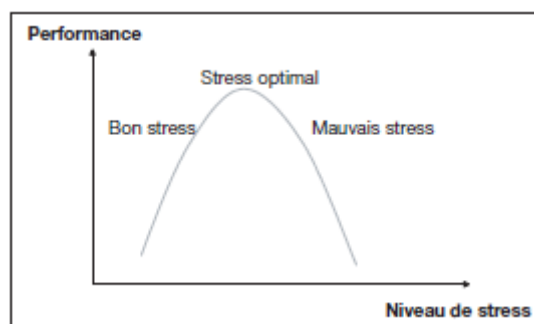 Performance
Stress optimal
Bon stress
Mauvais stress
Niveau de stress